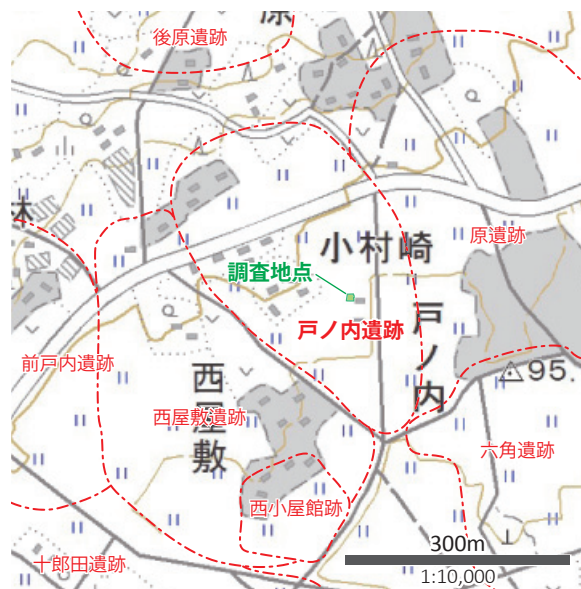 原
後原遺跡
林
小村崎
原遺跡
調査地点
戸ノ内遺跡
戸ノ内
前戸内遺跡
西屋敷
西屋敷遺跡
95.
六角遺跡
西小屋館跡
十郎田遺跡
300m
1:10,000